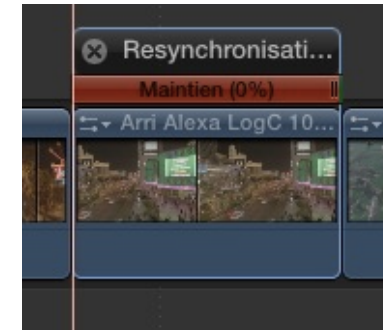 Resynchronisati...
Maintien (0%)
Arri Alexa LogC 10...